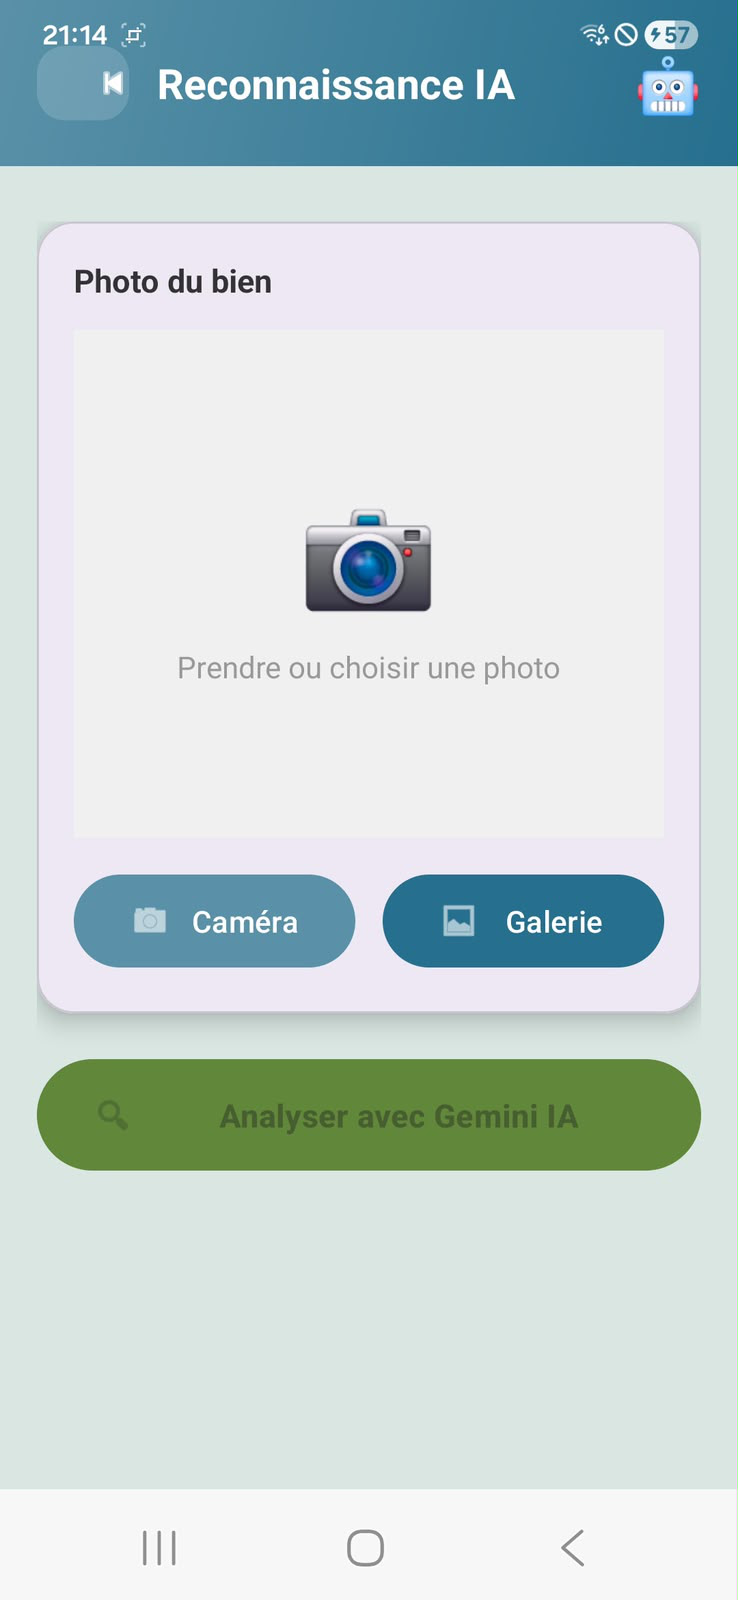 21:14
57
Reconnaissance IA
Photo du bien
Prendre ou choisir une photo
Caméra
Galerie
Analyser avec Gemini IA